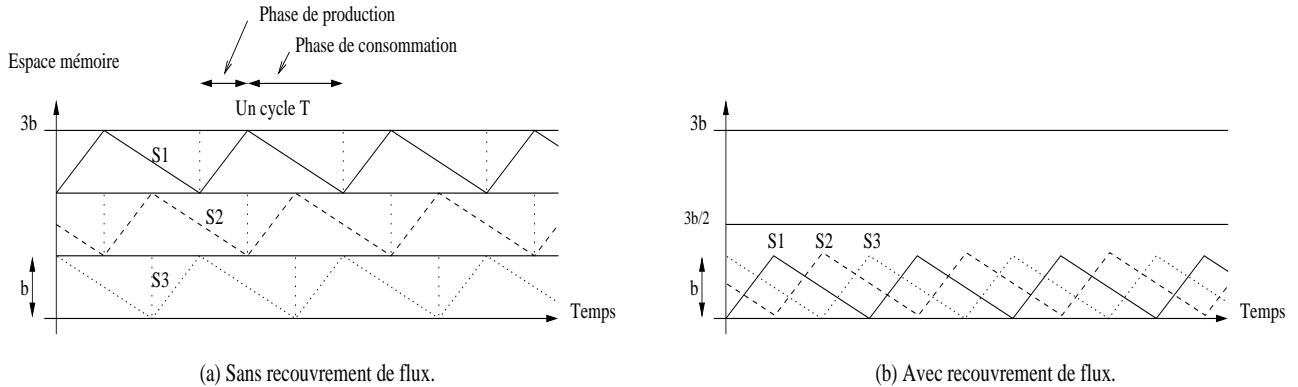 Phase de production
Phase de consommation
Espace mémoire
Un cycle T
3b
S1
S2
S3
b
Temps
(a) Sans recouvrement de flux.
3b
3b/2
S1 S2 S3
b
Temps
(b) Avec recouvrement de flux.